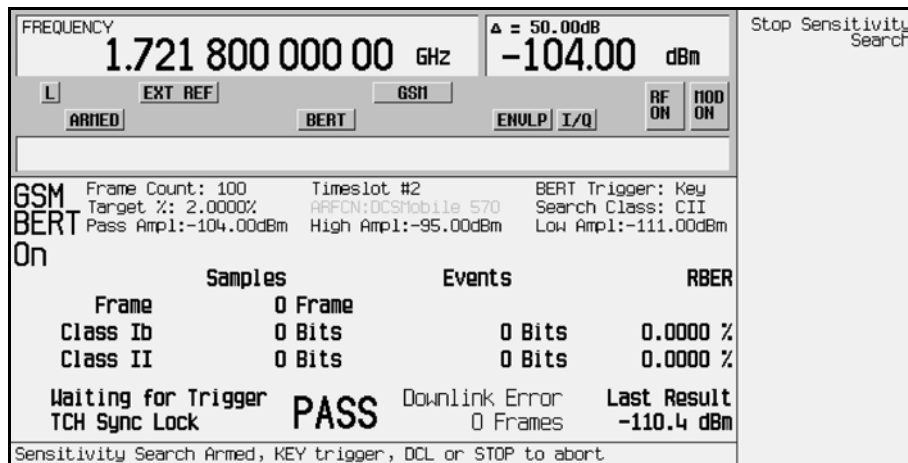 FREQUENCY
1.721 800 000 00 GHz
Δ = 50.00dB
-104.00 dBm
Stop Sensitivity
Search
L EXT REF GSM RF ON MOD ON
ARMED BERT ENVLP I/Q
GSM BERT On
Frame Count: 100 Timeslot #2 BERT Trigger: Key
Target %: 2.0000% ARFCN:DCSMobile 570 Search Class: CII
Pass Ampl:-104.00dBm High Ampl:-95.00dBm Low Ampl:-111.00dBm
Samples Events RBER
Frame 0 Frame
Class Ib 0 Bits 0 Bits 0.0000 %
Class II 0 Bits 0 Bits 0.0000 %
Waiting for Trigger PASS Downlink Error Last Result
TCH Sync Lock 0 Frames -110.4 dBm
Sensitivity Search Armed, KEY trigger, DCL or STOP to abort